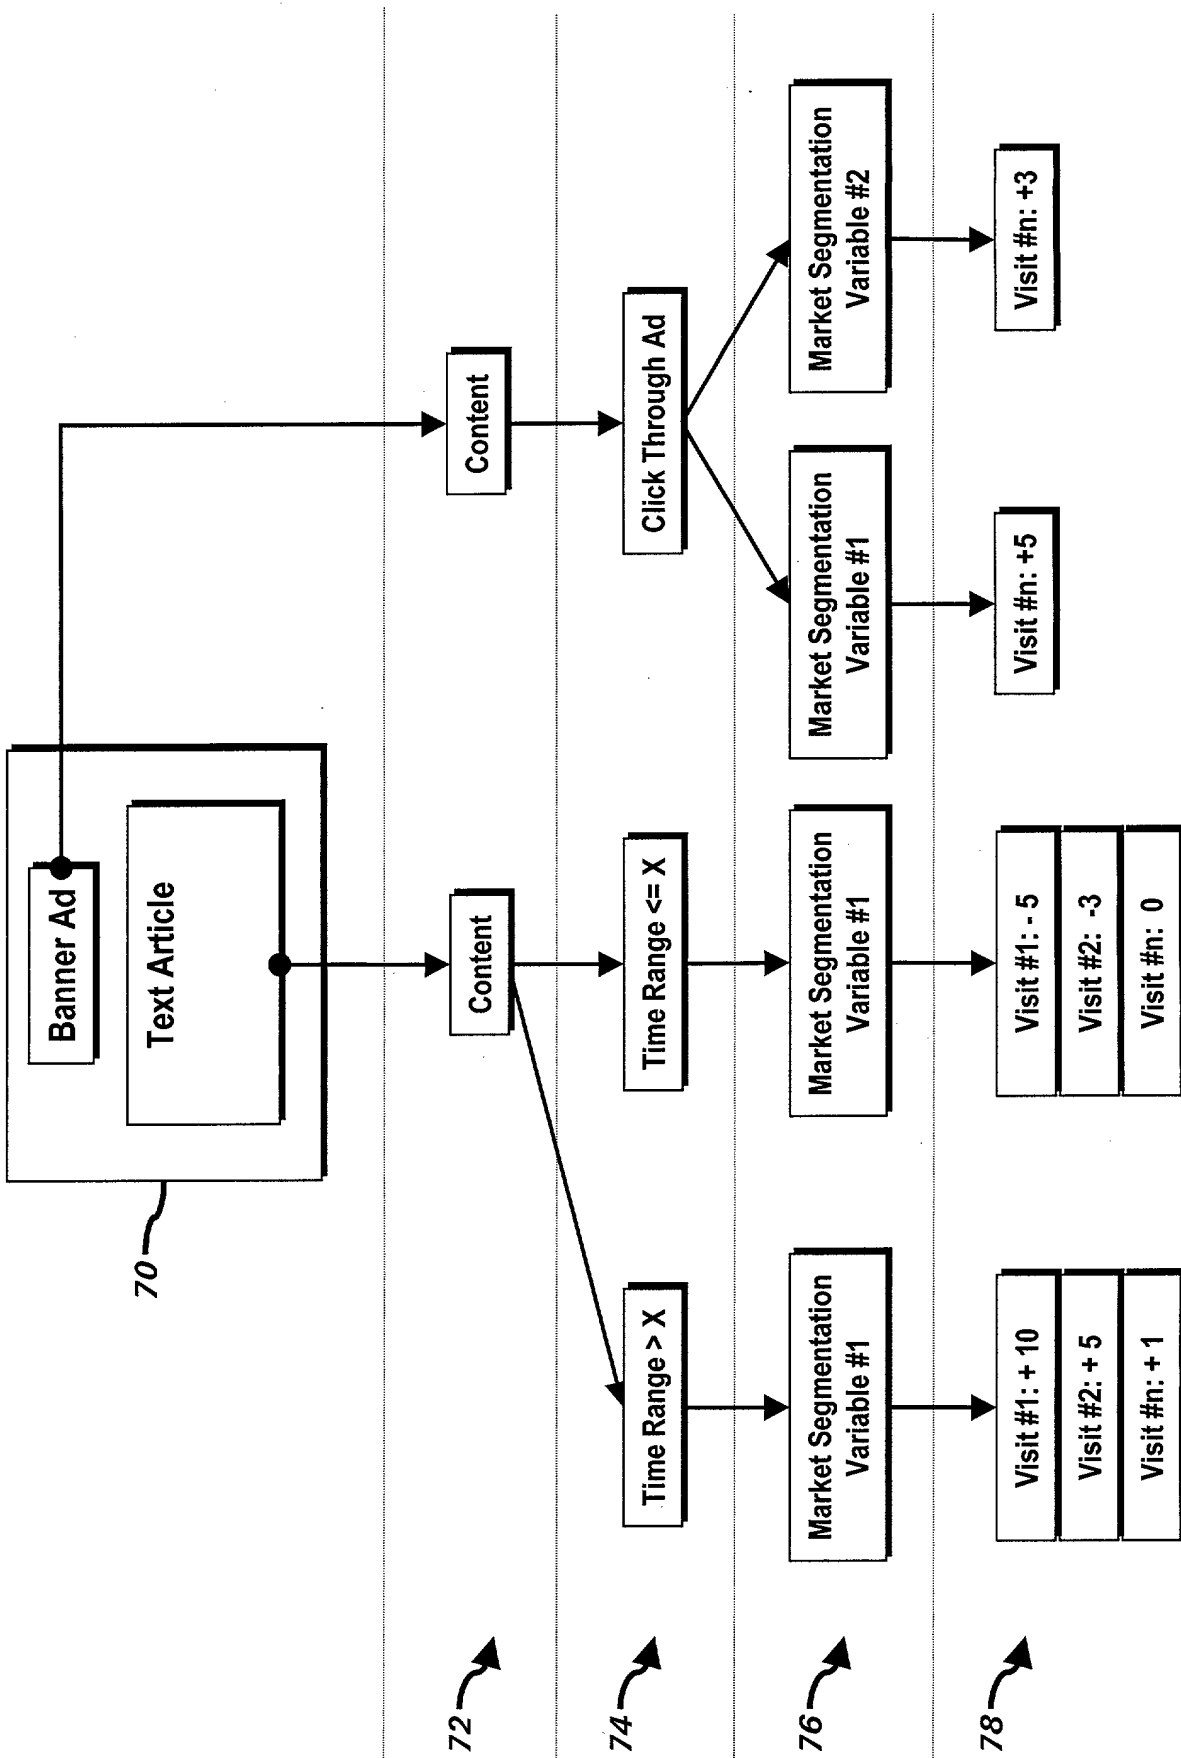 Banner Ad
Text Article
70
72
Content
Content
74
Time Range > X
Time Range <= X
Click Through Ad
76
Market Segmentation
Variable #1
Market Segmentation
Variable #1
Market Segmentation
Variable #1
Market Segmentation
Variable #2
78
Visit #1: + 10
Visit #2: + 5
Visit #n: + 1
Visit #1: - 5
Visit #2: -3
Visit #n: 0
Visit #n: +5
Visit #n: +3